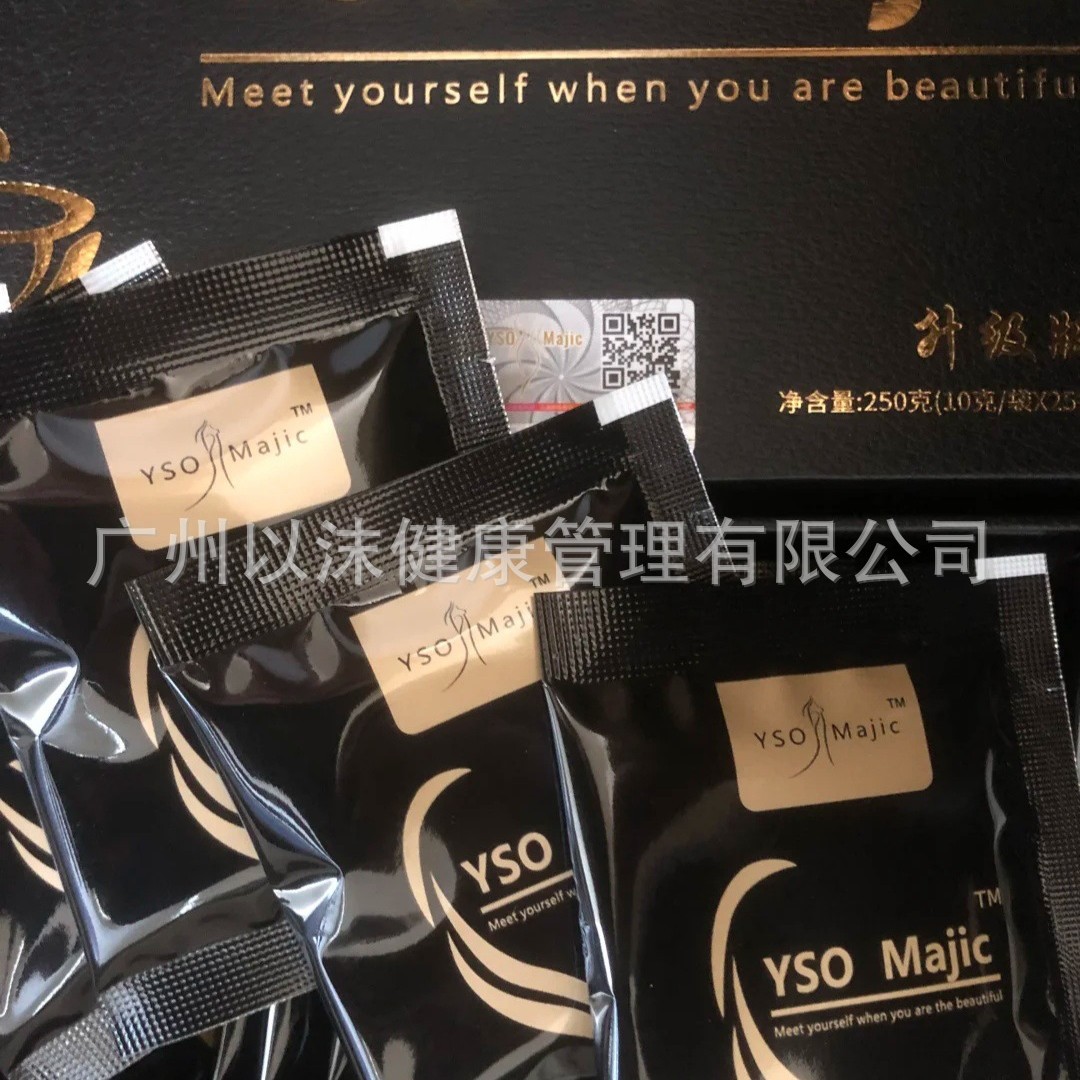 Meet yourself when you are beautiful
YSO Majic
升级版
净含量:250克(10克/袋X25
YSO Majic TM
广州以沫健康管理有限公司
YSO Majic TM
YSO Majic TM
YSO
Meet yourself w
TM
YSO Majic
Meet yourself when you are the beautiful